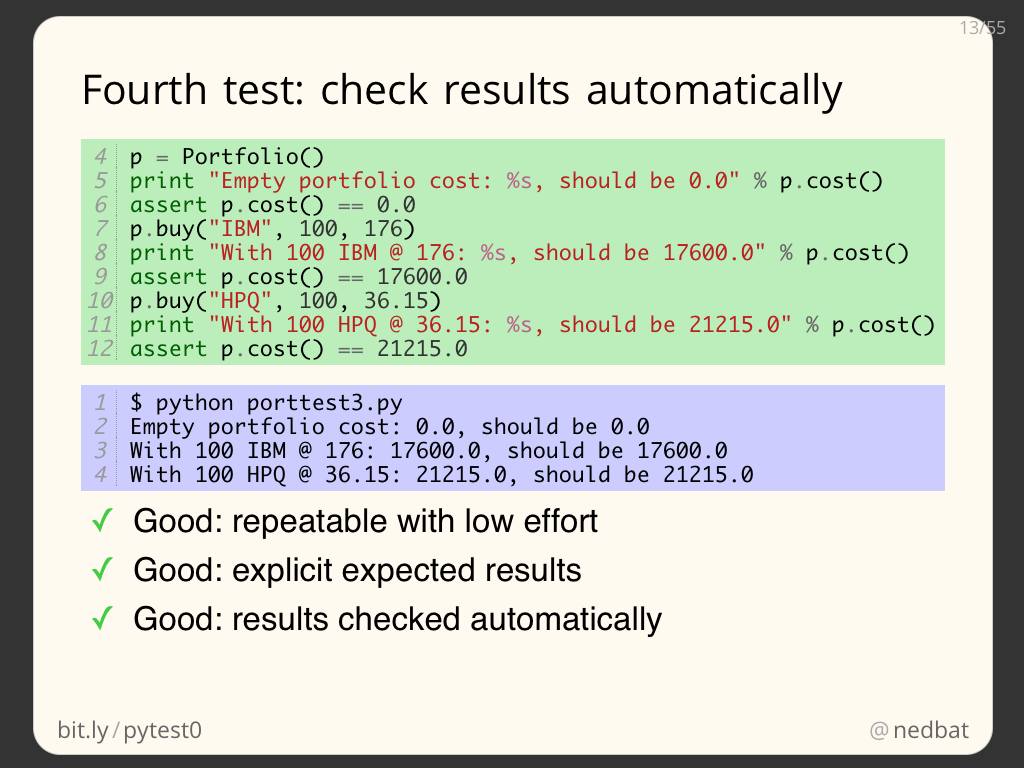 13/55
Fourth test: check results automatically
4 p = Portfolio()
5 print "Empty portfolio cost: %s, should be 0.0" % p.cost()
6 assert p.cost() == 0.0
7 p.buy("IBM", 100, 176)
8 print "With 100 IBM @ 176: %s, should be 17600.0" % p.cost()
9 assert p.cost() == 17600.0
10 p.buy("HPQ", 100, 36.15)
11 print "With 100 HPQ @ 36.15: %s, should be 21215.0" % p.cost()
12 assert p.cost() == 21215.0
1 $ python porttest3.py
2 Empty portfolio cost: 0.0, should be 0.0
3 With 100 IBM @ 176: 17600.0, should be 17600.0
4 With 100 HPQ @ 36.15: 21215.0, should be 21215.0
✓ Good: repeatable with low effort
✓ Good: explicit expected results
✓ Good: results checked automatically
bit.ly/pytest0
@nedbat